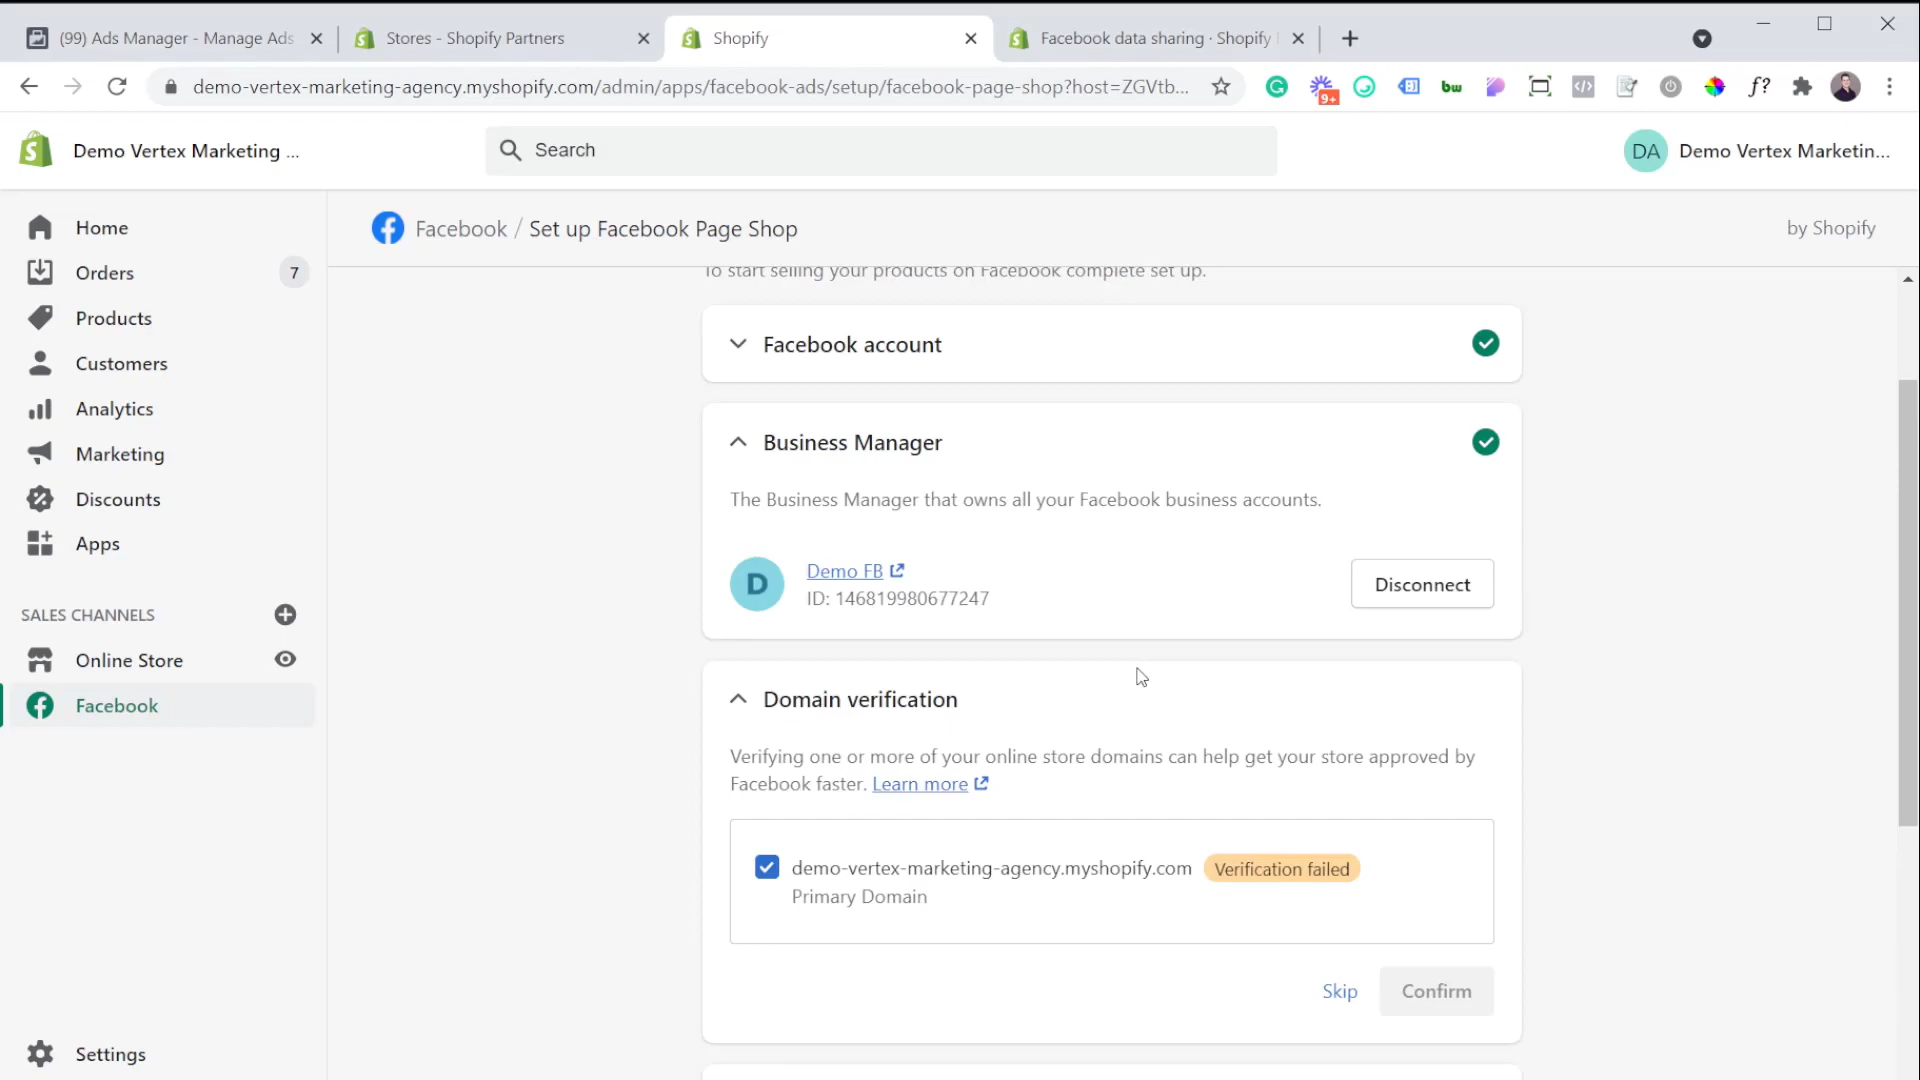 (99) Ads Manager - Manage Ads
Stores - Shopify Partners
Shopify
Facebook data sharing · Shopify
demo-vertex-marketing-agency.myshopify.com/admin/apps/facebook-ads/setup/facebook-page-shop?host=ZGVtb...
9+
bw
f?
Demo Vertex Marketing ...
Search
DA
Demo Vertex Marketin...
Home
Orders
7
Products
Customers
Analytics
Marketing
Discounts
Apps
SALES CHANNELS
Online Store
Facebook
Settings
Facebook / Set up Facebook Page Shop
by Shopify
To start selling your products on Facebook complete set up.
Facebook account
Business Manager
The Business Manager that owns all your Facebook business accounts.
D
Demo FB
ID: 146819980677247
Disconnect
Domain verification
Verifying one or more of your online store domains can help get your store approved by
Facebook faster. Learn more
demo-vertex-marketing-agency.myshopify.com
Verification failed
Primary Domain
Skip
Confirm